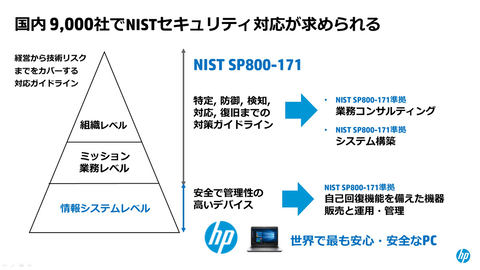 国内 9,000社でNISTセキュリティ対応が求められる
経営から技術リスク
までをカバーする
対応ガイドライン
組織レベル
ミッション
業務レベル
情報システムレベル
NIST SP800-171
特定, 防御, 検知,
対応, 復旧までの
対策ガイドライン
• NIST SP800-171準拠
業務コンサルティング
• NIST SP800-171準拠
システム構築
安全で管理性の
高いデバイス
NIST SP800-171準拠
自己回復機能を備えた機器
販売と運用・管理
hp
世界で最も安心・安全なPC
hp